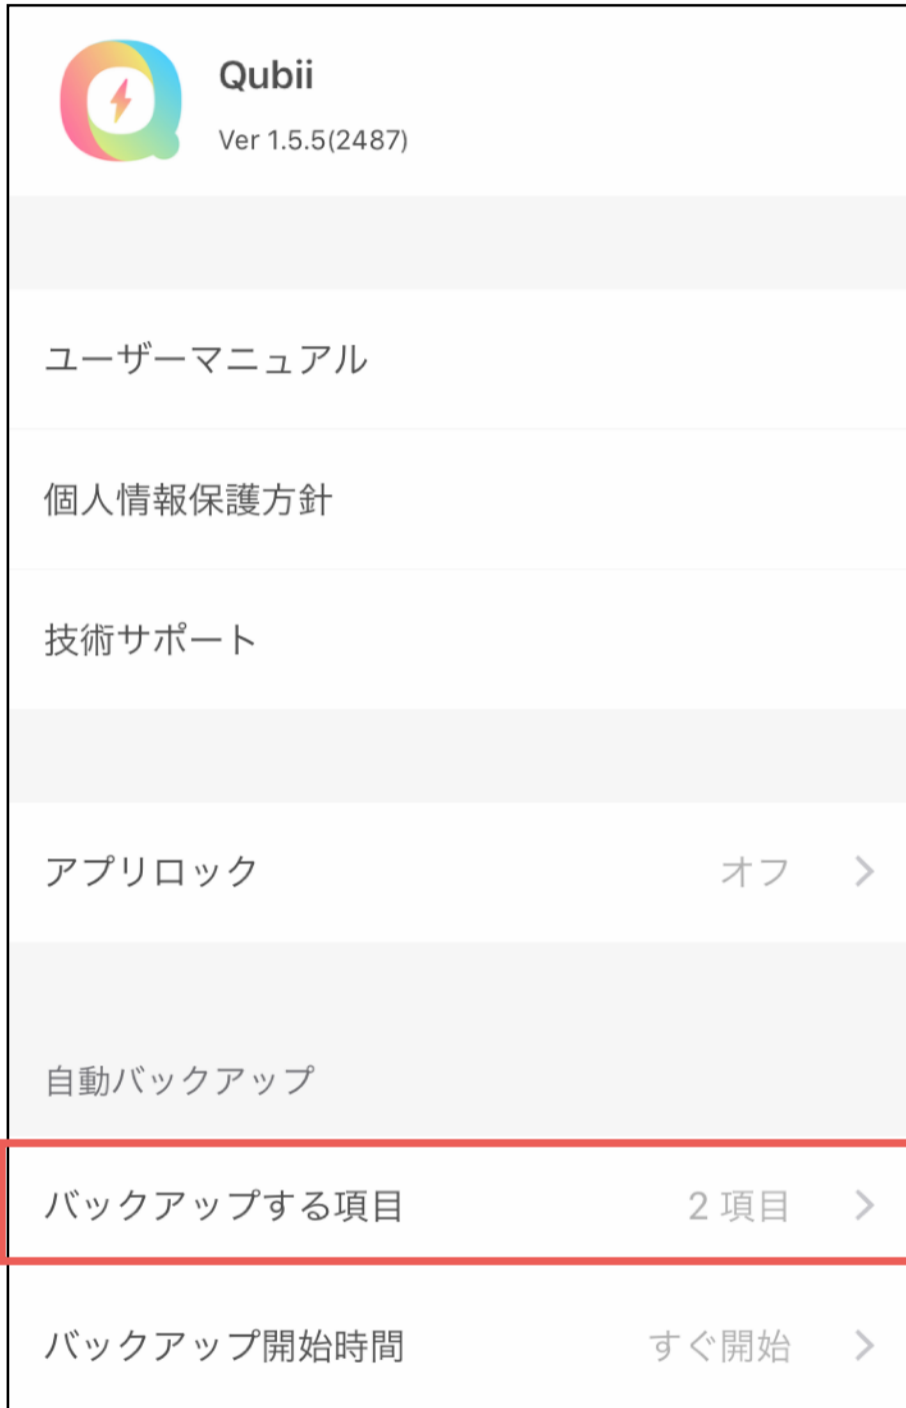 Qubii
Ver 1.5.5(2487)
ユーザーマニュアル
個人情報保護方針
技術サポート
アプリロック オフ
自動バックアップ
バックアップする項目 2 項目
バックアップ開始時間 すぐ開始